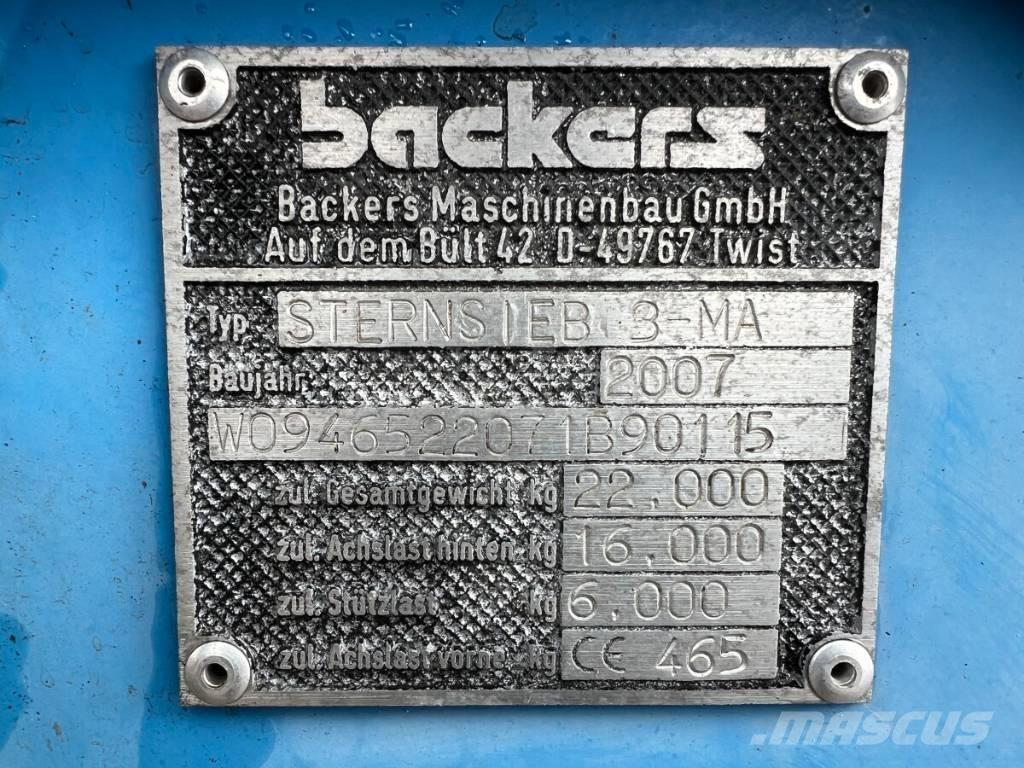 backers
Backers Maschinenbau GmbH
Auf dem Bült 42 D-49767 Twist
Typ STERNSIEB 3-MA
Baujahr 2007
W0946522071B90115
zul. Gesamtgewicht kg 22.000
zul. Achslast hinten kg 16.000
zul. Stützlast kg 6.000
zul. Achslast vorne kg CE 465
MASCUS